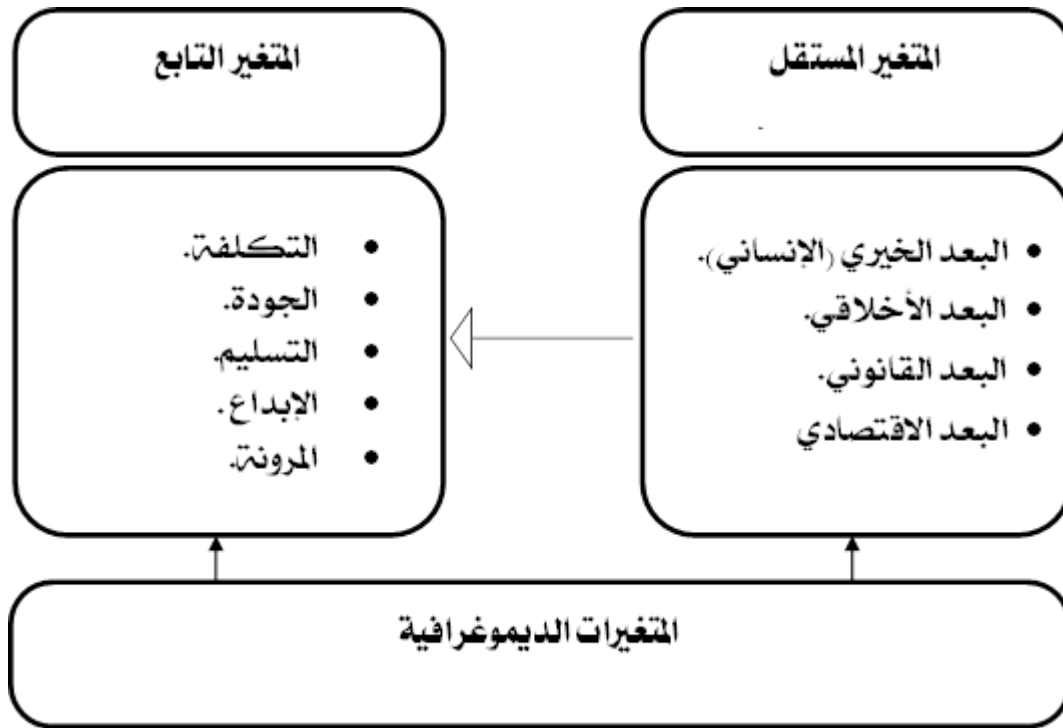 المتغير المستقل
المتغير التابع
• البعد الخيري (الإنساني).
• البعد الأخلاقي.
• البعد القانوني.
• البعد الاقتصادي
• التكلفة.
• الجودة.
• التسليم.
• الإبداع.
• المرونة.
المتغيرات الديموغرافية